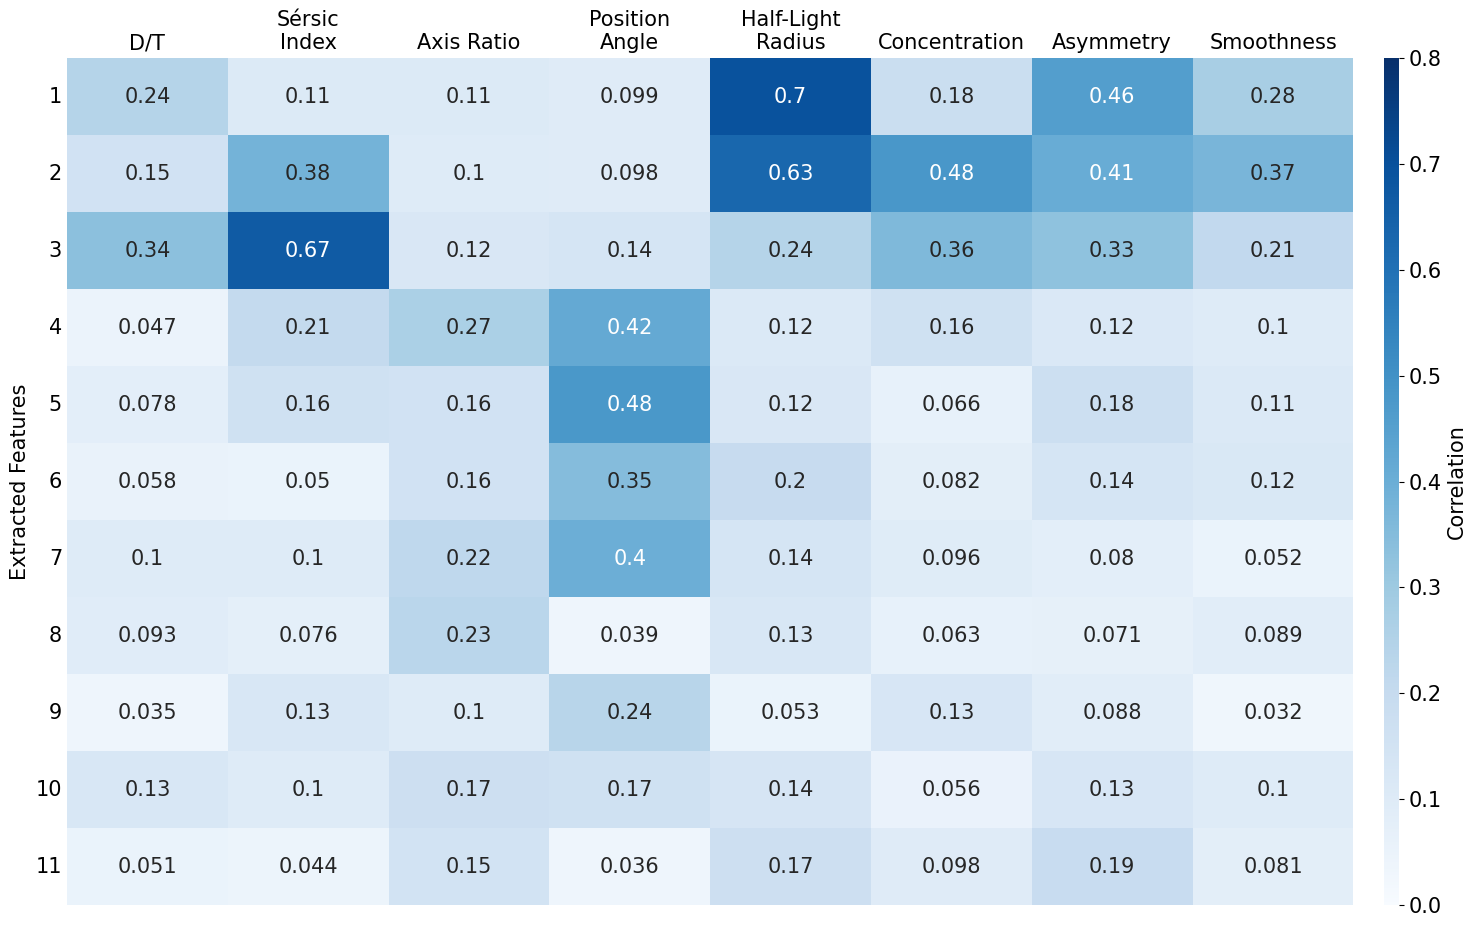 Sérsic Position Half-Light
D/T Index Axis Ratio Angle Radius Concentration Asymmetry Smoothness
1 0.24 0.11 0.11 0.099 0.7 0.18 0.46 0.28
2 0.15 0.38 0.1 0.098 0.63 0.48 0.41 0.37
3 0.34 0.67 0.12 0.14 0.24 0.36 0.33 0.21
4 0.047 0.21 0.27 0.42 0.12 0.16 0.12 0.1
5 0.078 0.16 0.16 0.48 0.12 0.066 0.18 0.11
6 0.058 0.05 0.16 0.35 0.2 0.082 0.14 0.12
7 0.1 0.1 0.22 0.4 0.14 0.096 0.08 0.052
8 0.093 0.076 0.23 0.039 0.13 0.063 0.071 0.089
9 0.035 0.13 0.1 0.24 0.053 0.13 0.088 0.032
10 0.13 0.1 0.17 0.17 0.14 0.056 0.13 0.1
11 0.051 0.044 0.15 0.036 0.17 0.098 0.19 0.081
Extracted Features
0.8
0.7
0.6
0.5
0.4
0.3
0.2
0.1
0.0
Correlation